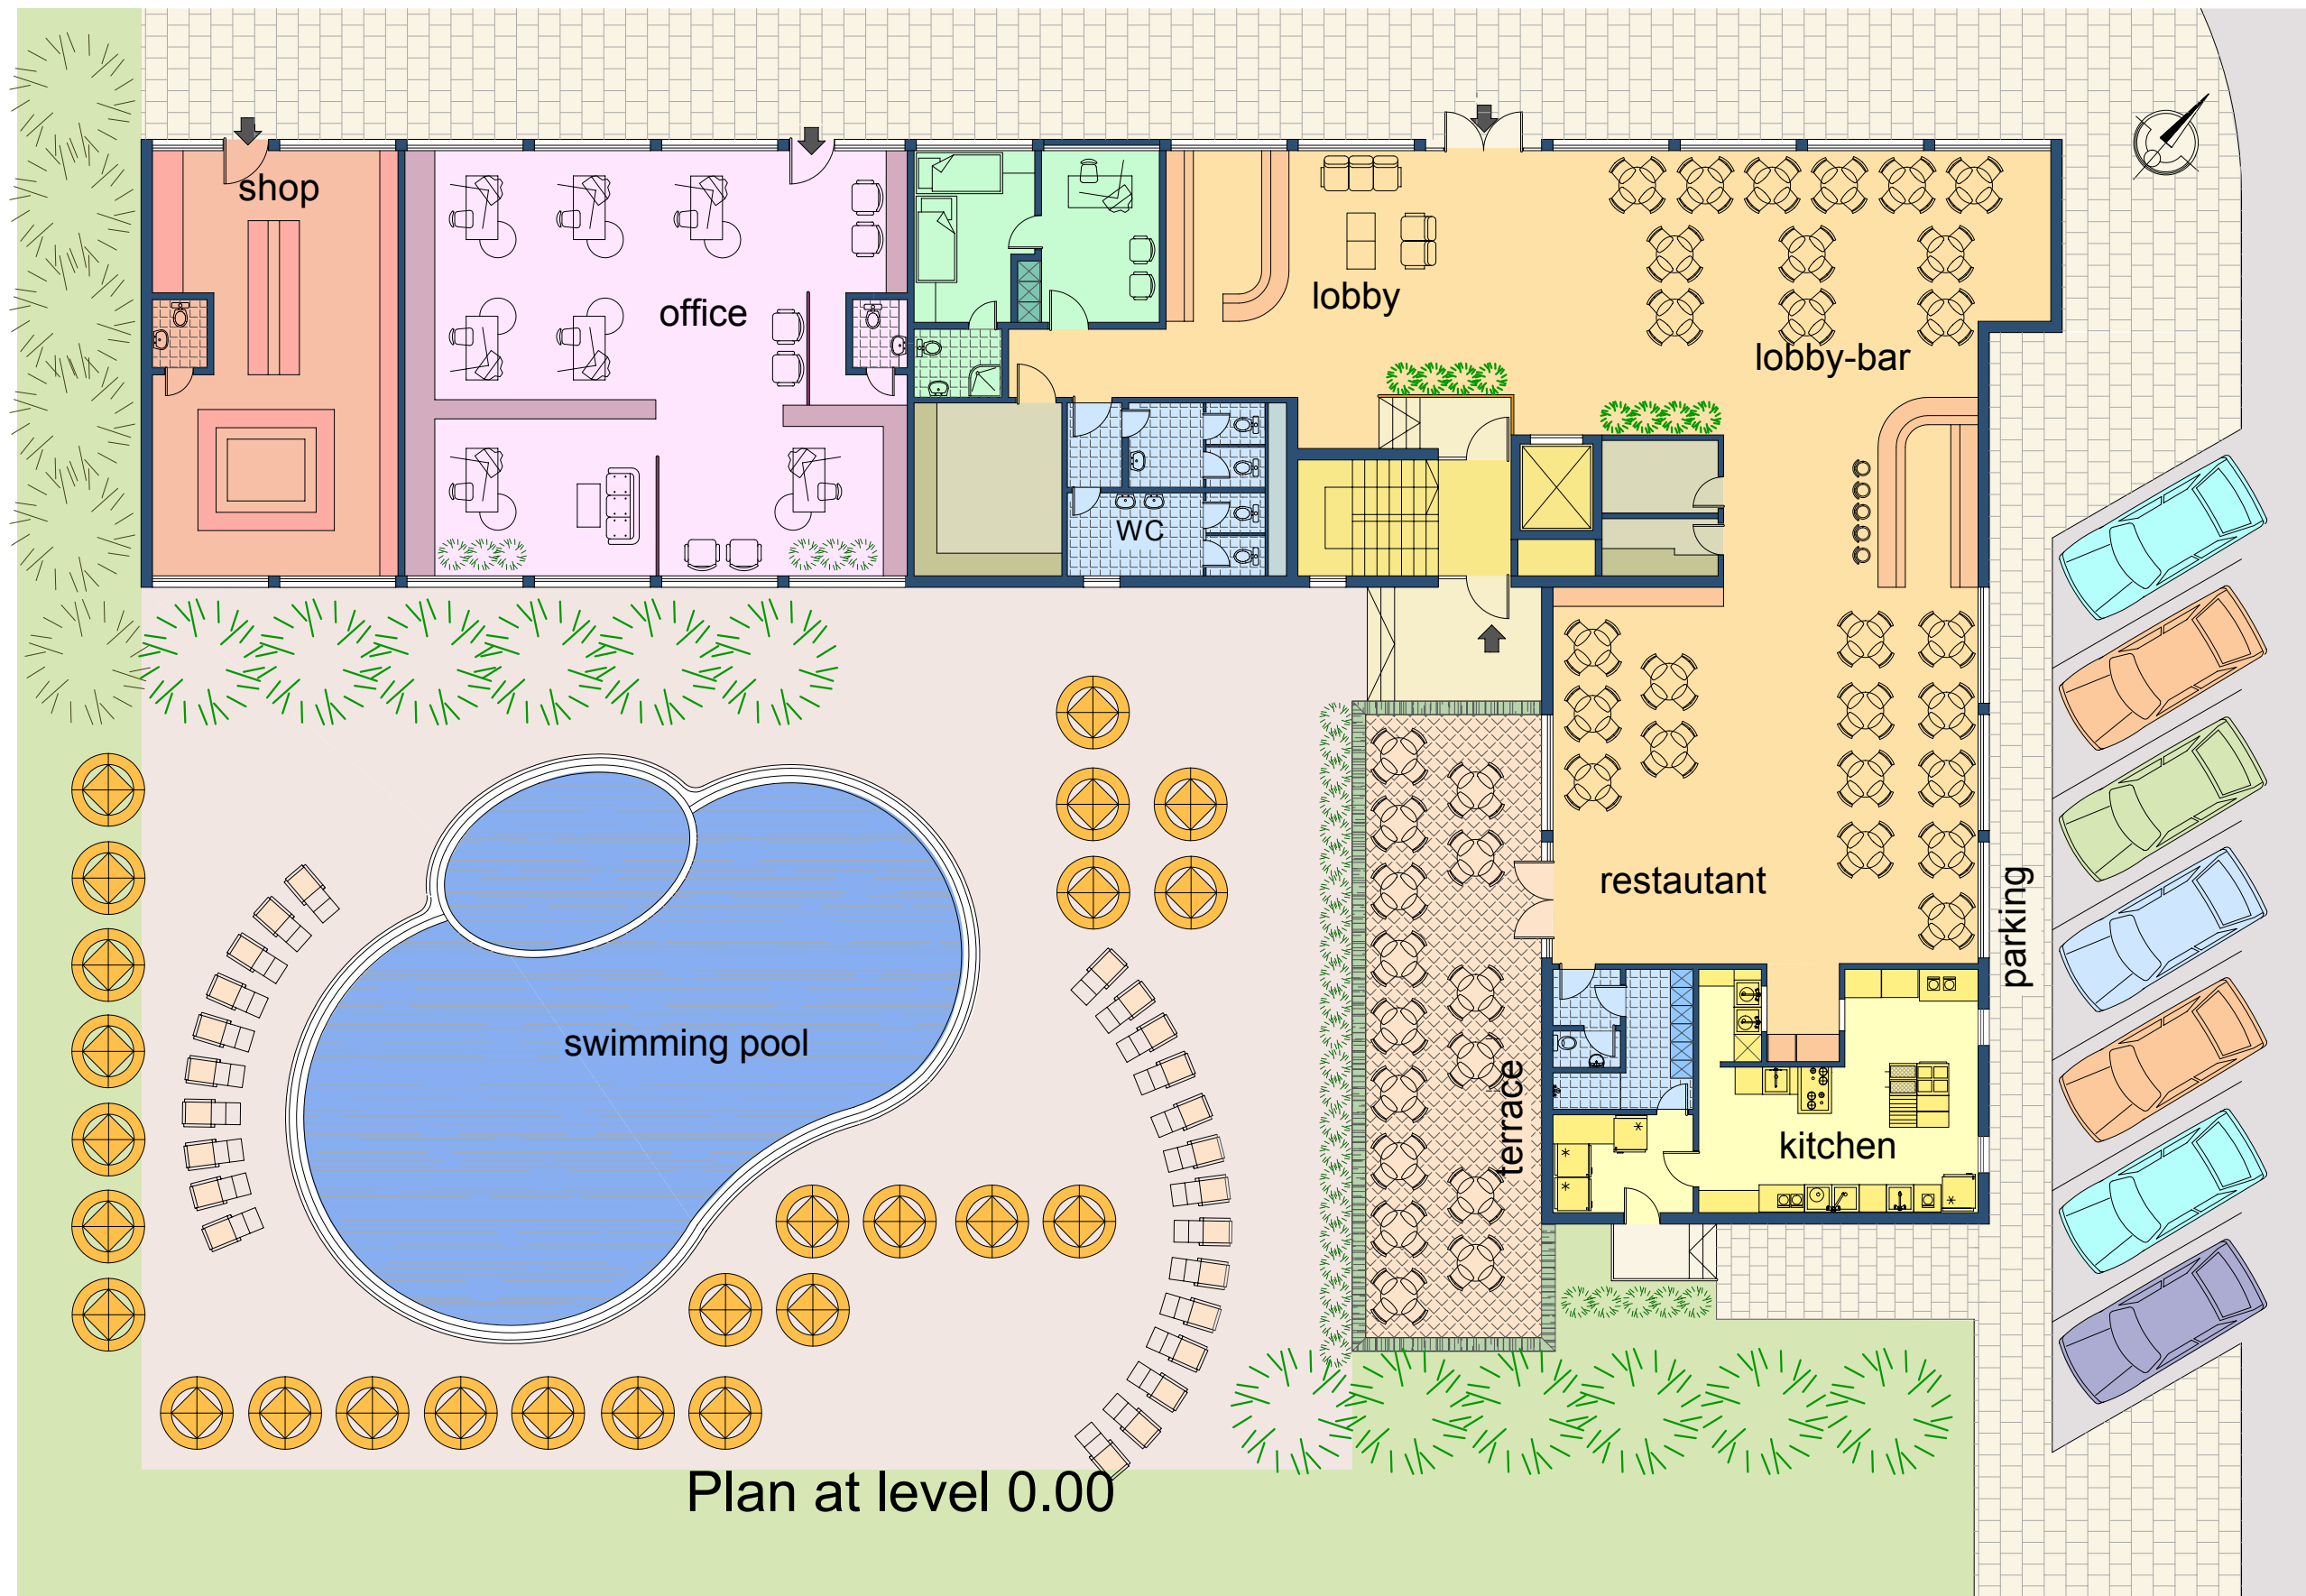 shop
office
lobby
lobby-bar
WC
restautant
parking
swimming pool
terrace
kitchen
Plan at level 0.00